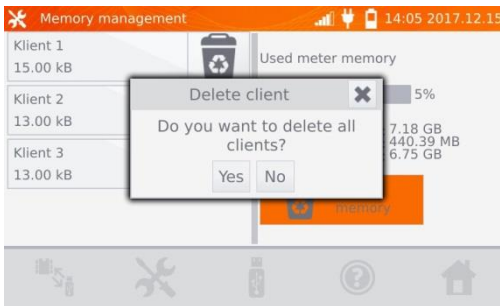 Memory management
14:05 2017.12.15
Klient 1
15.00 kB
Klient 2
13.00 kB
Klient 3
13.00 kB
Used meter memory
5%
7.18 GB
440.39 MB
6.75 GB
memory
Delete client
Do you want to delete all
clients?
Yes No